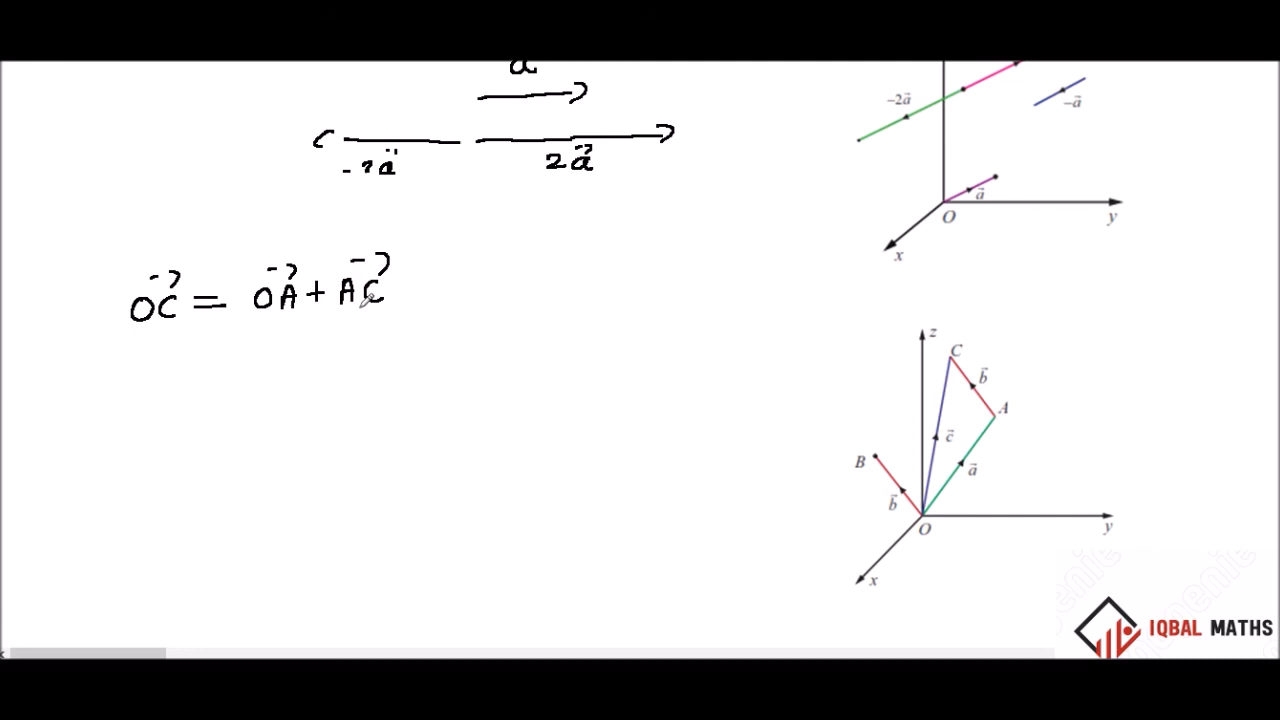 a
-2a⃗
2a⃗
OC⃗ = OA⃗ + AC⃗
-2a⃗
-a⃗
a⃗
O
y
x
z
C
b⃗
A
c⃗
B
a⃗
b⃗
O
y
x
IQBAL MATHS